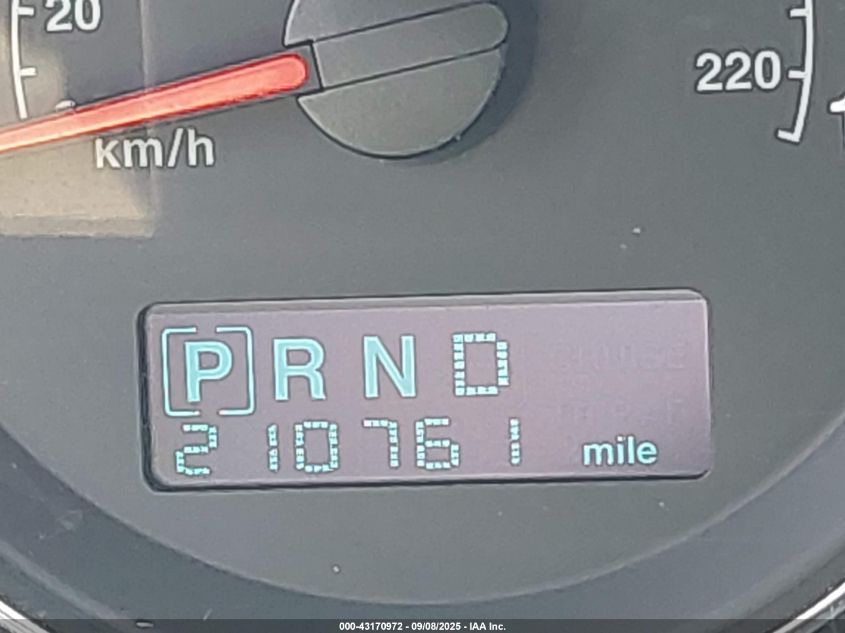 20
220
km/h
[P] R N D
210761
mile
000-43170972 - 09/08/2025 - IAA Inc.